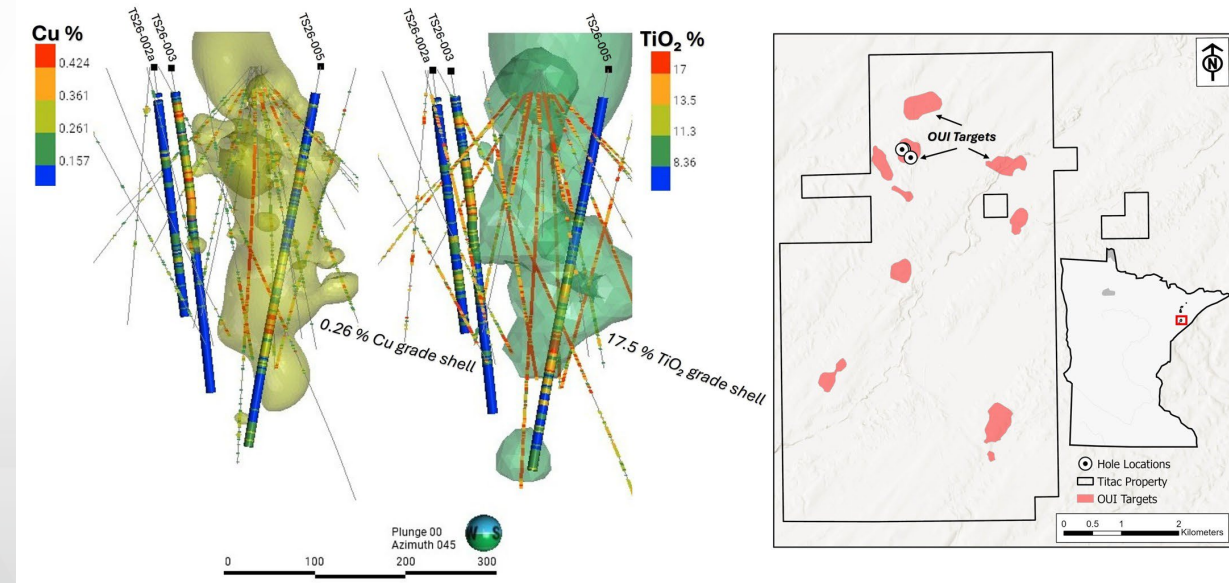 Cu %
0.424
0.361
0.261
0.157
TS26-002a
TS26-003
TS26-005
0.26 % Cu grade shell
TS26-002a
TS26-003
TS26-005
TiO₂ %
17
13.5
11.3
8.36
17.5 % TiO₂ grade shell
Plunge 00
Azimuth 045
W S
0 100 200 300
N
OUI Targets
Hole Locations
Titac Property
OUI Targets
0 0.5 1 2
Kilometers